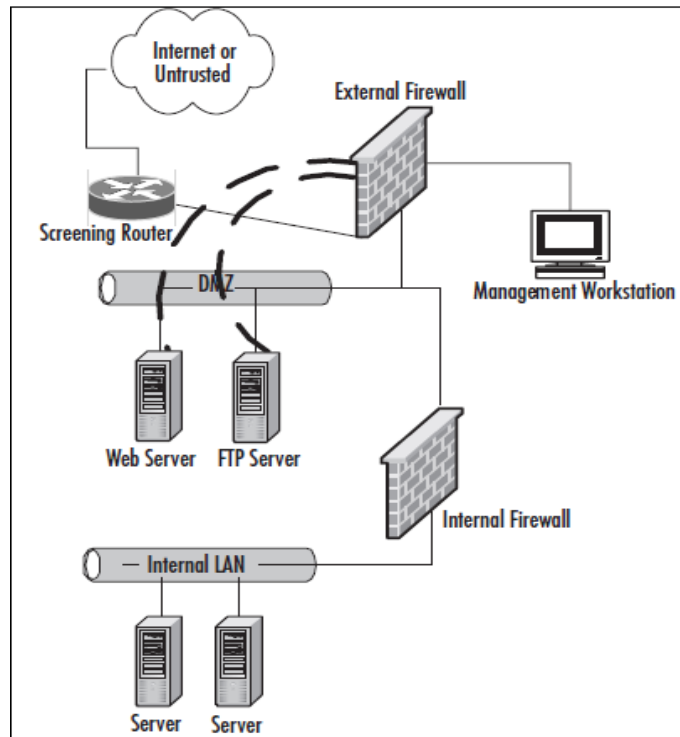 Internet or
Untrusted
External Firewall
Screening Router
DMZ
Management Workstation
Web Server
FTP Server
Internal Firewall
Internal LAN
Server
Server